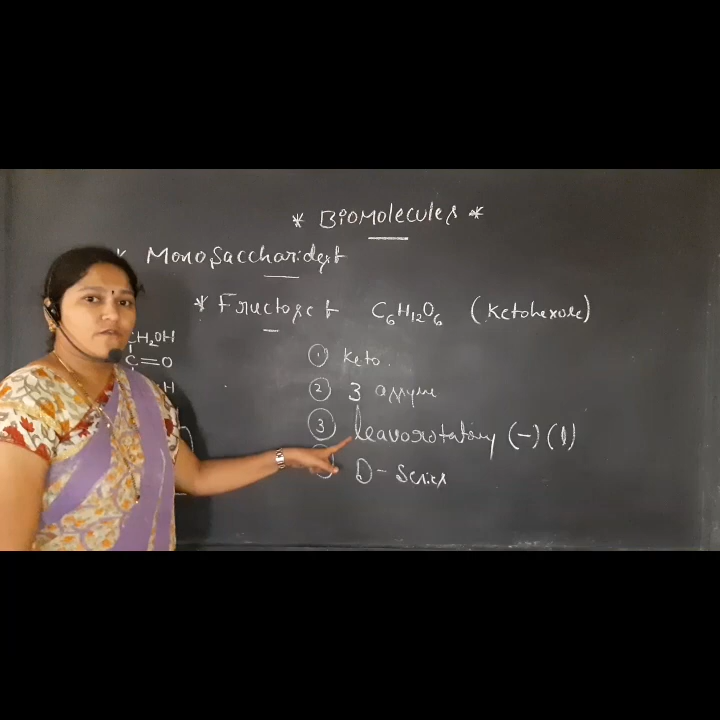 * Biomolecules *
* Monosaccharides :-
* Fructose :- C6H12O6 (Ketohexose)
CH2OH
C=O
H
① Keto.
② 3 asym
③ leavorotatory (-) (l)
D- Series